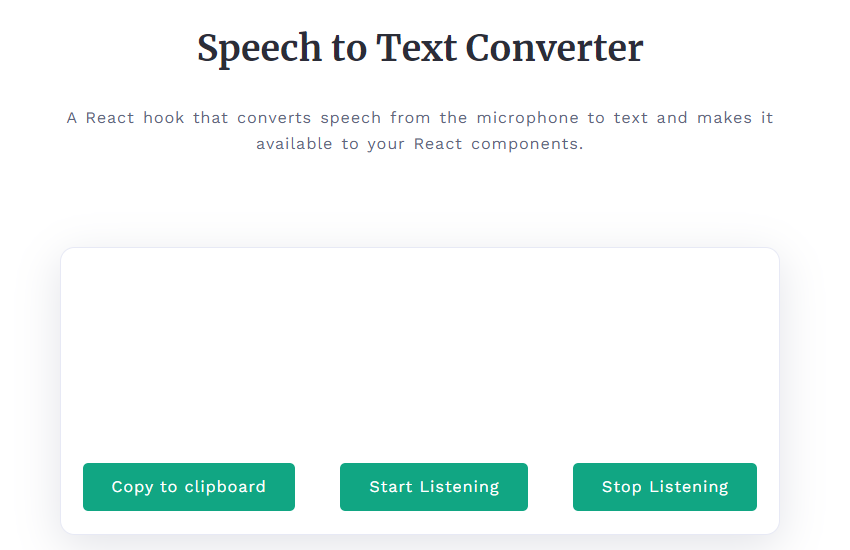 Speech to Text Converter
A React hook that converts speech from the microphone to text and makes it
available to your React components.
Copy to clipboard
Start Listening
Stop Listening